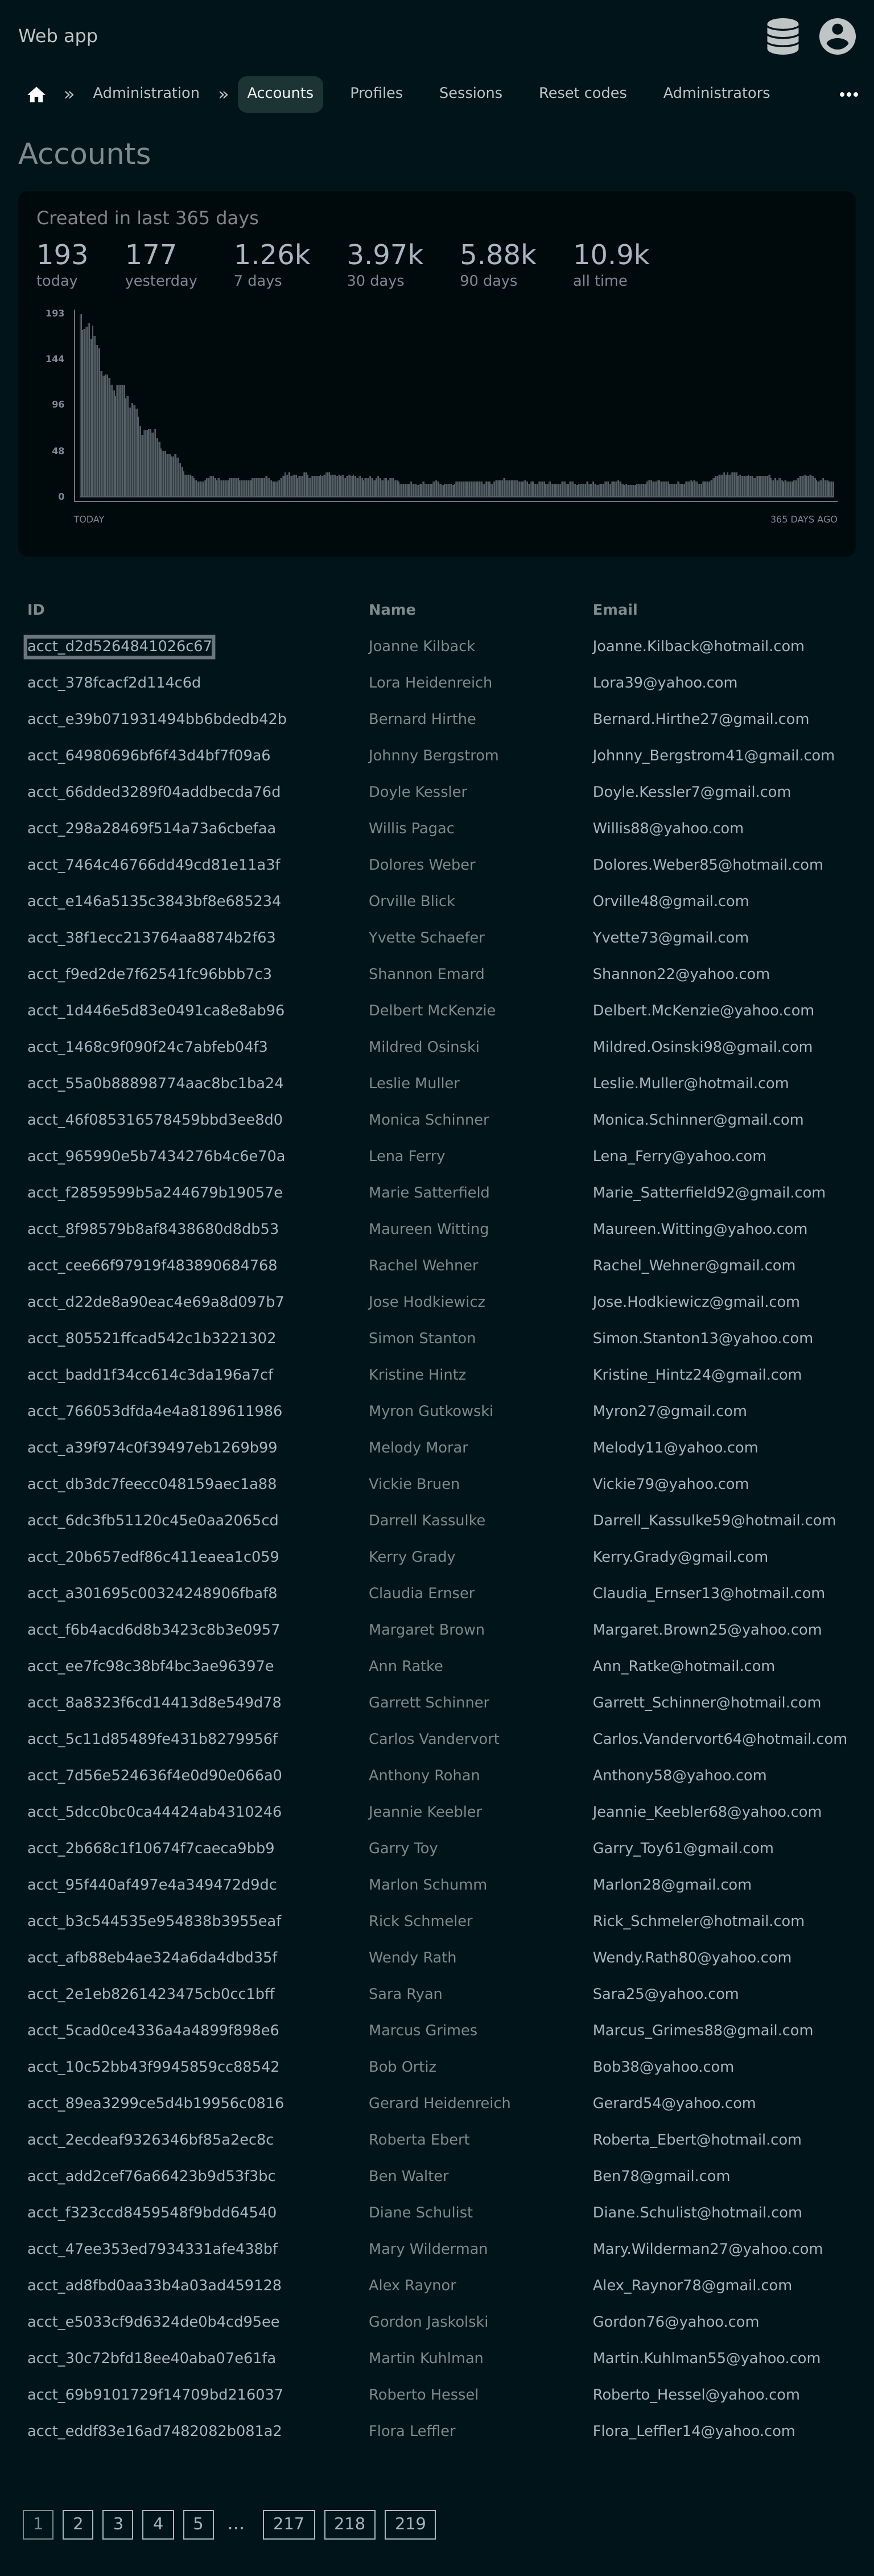 Web app
» Administration » Accounts Profiles Sessions Reset codes Administrators •••
Accounts
Created in last 365 days
193 177 1.26k 3.97k 5.88k 10.9k
today yesterday 7 days 30 days 90 days all time
193
144
96
48
0
TODAY 365 DAYS AGO
ID Name Email
acct_d2d5264841026c67 Joanne Kilback Joanne.Kilback@hotmail.com
acct_378fcacf2d114c6d Lora Heidenreich Lora39@yahoo.com
acct_e39b071931494bb6bdedb42b Bernard Hirthe Bernard.Hirthe27@gmail.com
acct_64980696bf6f43d4bf7f09a6 Johnny Bergstrom Johnny_Bergstrom41@gmail.com
acct_66dded3289f04addbecda76d Doyle Kessler Doyle.Kessler7@gmail.com
acct_298a28469f514a73a6cbefaa Willis Pagac Willis88@yahoo.com
acct_7464c46766dd49cd81e11a3f Dolores Weber Dolores.Weber85@hotmail.com
acct_e146a5135c3843bf8e685234 Orville Blick Orville48@gmail.com
acct_38f1ecc213764aa8874b2f63 Yvette Schaefer Yvette73@gmail.com
acct_f9ed2de7f62541fc96bbb7c3 Shannon Emard Shannon22@yahoo.com
acct_1d446e5d83e0491ca8e8ab96 Delbert McKenzie Delbert.McKenzie@yahoo.com
acct_1468c9f090f24c7abfeb04f3 Mildred Osinski Mildred.Osinski98@gmail.com
acct_55a0b88898774aac8bc1ba24 Leslie Muller Leslie.Muller@hotmail.com
acct_46f085316578459bbd3ee8d0 Monica Schinner Monica.Schinner@gmail.com
acct_965990e5b7434276b4c6e70a Lena Ferry Lena_Ferry@yahoo.com
acct_f2859599b5a244679b19057e Marie Satterfield Marie_Satterfield92@gmail.com
acct_8f98579b8af8438680d8db53 Maureen Witting Maureen.Witting@yahoo.com
acct_cee66f97919f483890684768 Rachel Wehner Rachel_Wehner@gmail.com
acct_d22de8a90eac4e69a8d097b7 Jose Hodkiewicz Jose.Hodkiewicz@gmail.com
acct_805521ffcad542c1b3221302 Simon Stanton Simon.Stanton13@yahoo.com
acct_badd1f34cc614c3da196a7cf Kristine Hintz Kristine_Hintz24@gmail.com
acct_766053dfda4e4a8189611986 Myron Gutkowski Myron27@gmail.com
acct_a39f974c0f39497eb1269b99 Melody Morar Melody11@yahoo.com
acct_db3dc7feecc048159aec1a88 Vickie Bruen Vickie79@yahoo.com
acct_6dc3fb51120c45e0aa2065cd Darrell Kassulke Darrell_Kassulke59@hotmail.com
acct_20b657edf86c411eaea1c059 Kerry Grady Kerry.Grady@gmail.com
acct_a301695c00324248906fbaf8 Claudia Ernser Claudia_Ernser13@hotmail.com
acct_f6b4acd6d8b3423c8b3e0957 Margaret Brown Margaret.Brown25@yahoo.com
acct_ee7fc98c38bf4bc3ae96397e Ann Ratke Ann_Ratke@hotmail.com
acct_8a8323f6cd14413d8e549d78 Garrett Schinner Garrett_Schinner@hotmail.com
acct_5c11d85489fe431b8279956f Carlos Vandervort Carlos.Vandervort64@hotmail.com
acct_7d56e524636f4e0d90e066a0 Anthony Rohan Anthony58@yahoo.com
acct_5dcc0bc0ca44424ab4310246 Jeannie Keebler Jeannie_Keebler68@yahoo.com
acct_2b668c1f10674f7caeca9bb9 Garry Toy Garry_Toy61@gmail.com
acct_95f440af497e4a349472d9dc Marlon Schumm Marlon28@gmail.com
acct_b3c544535e954838b3955eaf Rick Schmeler Rick_Schmeler@hotmail.com
acct_afb88eb4ae324a6da4dbd35f Wendy Rath Wendy.Rath80@yahoo.com
acct_2e1eb8261423475cb0cc1bff Sara Ryan Sara25@yahoo.com
acct_5cad0ce4336a4a4899f898e6 Marcus Grimes Marcus_Grimes88@gmail.com
acct_10c52bb43f9945859cc88542 Bob Ortiz Bob38@yahoo.com
acct_89ea3299ce5d4b19956c0816 Gerard Heidenreich Gerard54@yahoo.com
acct_2ecdeaf9326346bf85a2ec8c Roberta Ebert Roberta_Ebert@hotmail.com
acct_add2cef76a66423b9d53f3bc Ben Walter Ben78@gmail.com
acct_f323ccd8459548f9bdd64540 Diane Schulist Diane.Schulist@hotmail.com
acct_47ee353ed7934331afe438bf Mary Wilderman Mary.Wilderman27@yahoo.com
acct_ad8fbd0aa33b4a03ad459128 Alex Raynor Alex_Raynor78@gmail.com
acct_e5033cf9d6324de0b4cd95ee Gordon Jaskolski Gordon76@yahoo.com
acct_30c72bfd18ee40aba07e61fa Martin Kuhlman Martin.Kuhlman55@yahoo.com
acct_69b9101729f14709bd216037 Roberto Hessel Roberto_Hessel@yahoo.com
acct_eddf83e16ad7482082b081a2 Flora Leffler Flora_Leffler14@yahoo.com
1 2 3 4 5 … 217 218 219